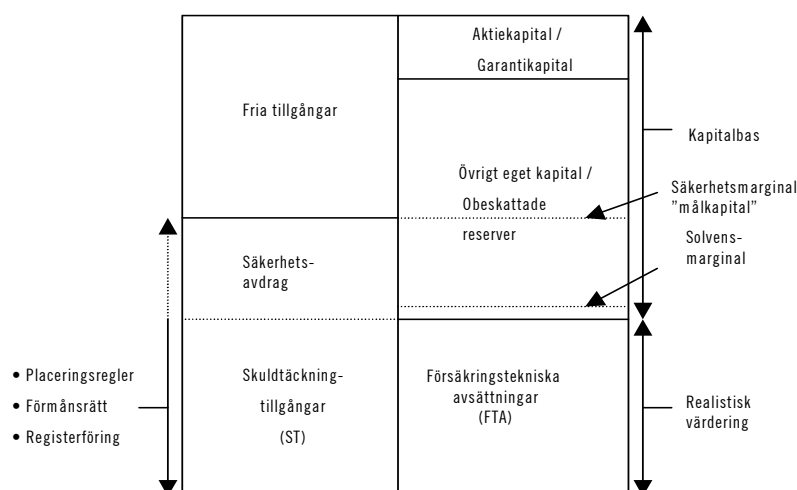 Aktiekapital /
Garantikapital
Fria tillgångar
Kapitalbas
Övrigt eget kapital /
Obeskattade
reserver
Säkerhetsmarginal
”målkapital”
Solvens-
marginal
Säkerhets-
avdrag
• Placeringsregler
• Förmånsrätt
• Registerföring
Skuldtäckning-
tillgångar
(ST)
Försäkringstekniska
avsättningar
(FTA)
Realistisk
värdering